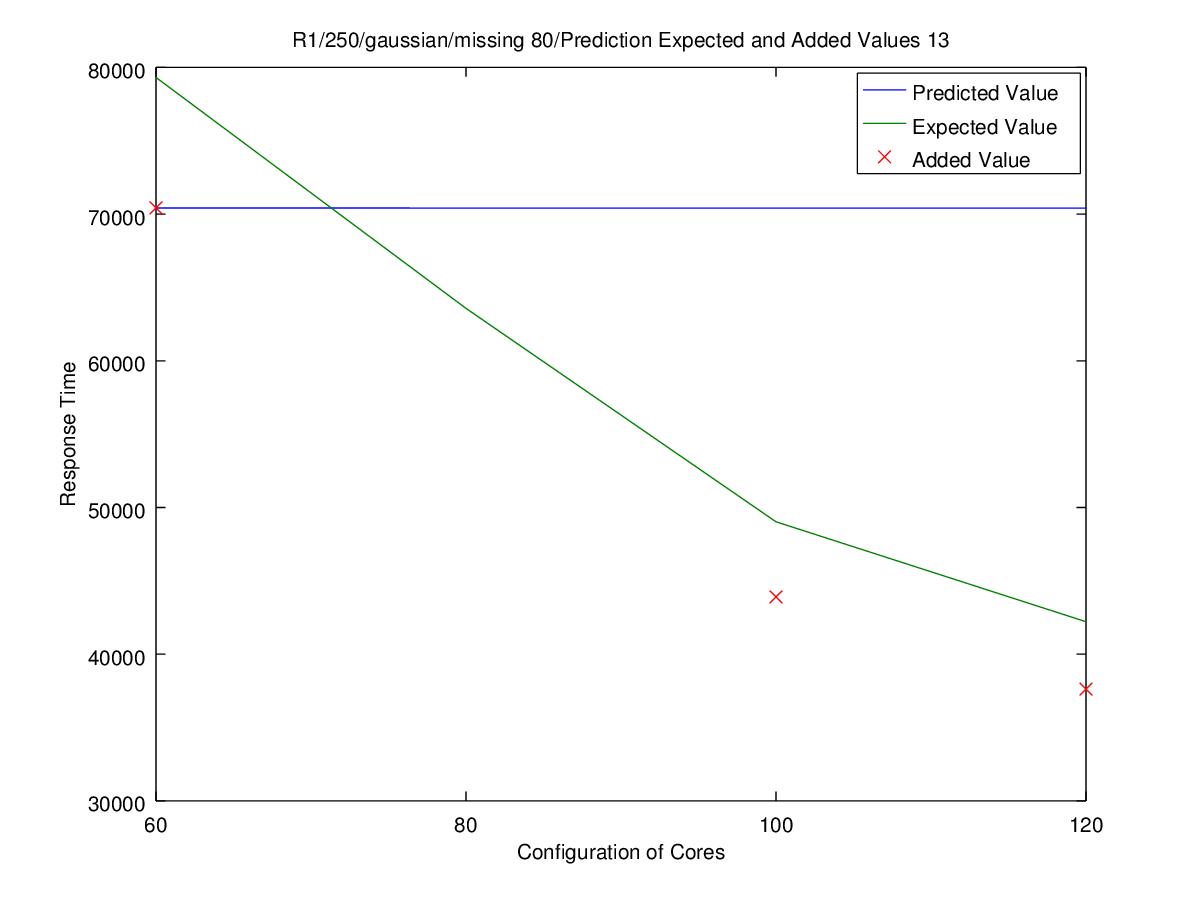 R1/250/gaussian/missing 80/Prediction Expected and Added Values 13
80000
70000
60000
50000
40000
30000
60
80
100
120
Response Time
Configuration of Cores
Predicted Value
Expected Value
Added Value